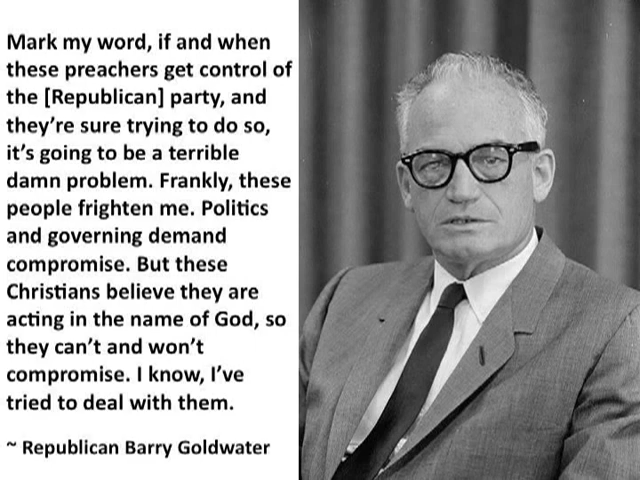 Mark my word, if and when
these preachers get control of
the [Republican] party, and
they're sure trying to do so,
it's going to be a terrible
damn problem. Frankly, these
people frighten me. Politics
and governing demand
compromise. But these
Christians believe they are
acting in the name of God, so
they can't and won't
compromise. I know, I've
tried to deal with them.
~ Republican Barry Goldwater